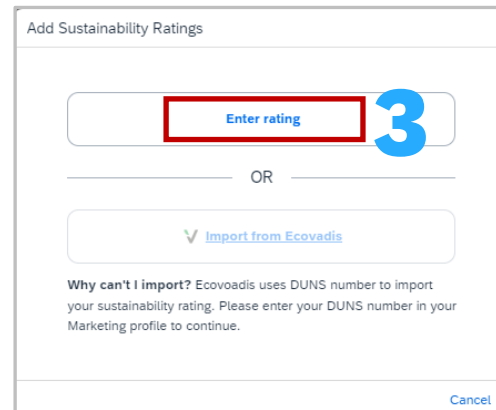 Add Sustainability Ratings
Enter rating
3
OR
Import from Ecovadis
Why can't I import? Ecovoadis uses DUNS number to import
your sustainability rating. Please enter your DUNS number in your
Marketing profile to continue.
Cancel